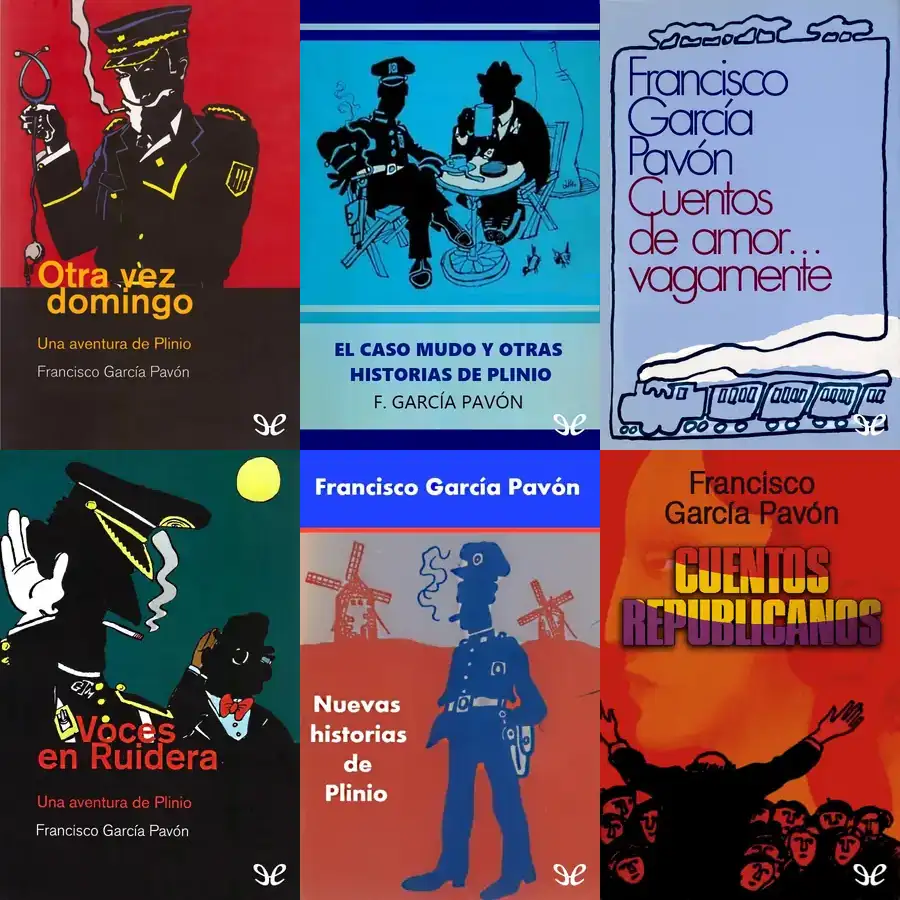 Otra vez
domingo
Una aventura de Plinio
Francisco García Pavón
EL CASO MUDO Y OTRAS
HISTORIAS DE PLINIO
F. GARCÍA PAVÓN
Francisco
García
Pavón
Cuentos
de amor...
vagamente
GTM
Voces
en Ruidera
Una aventura de Plinio
Francisco García Pavón
Francisco García Pavón
Nuevas
historias
de
Plinio
Francisco
García Pavón
CUENTOS
REPUBLICANOS